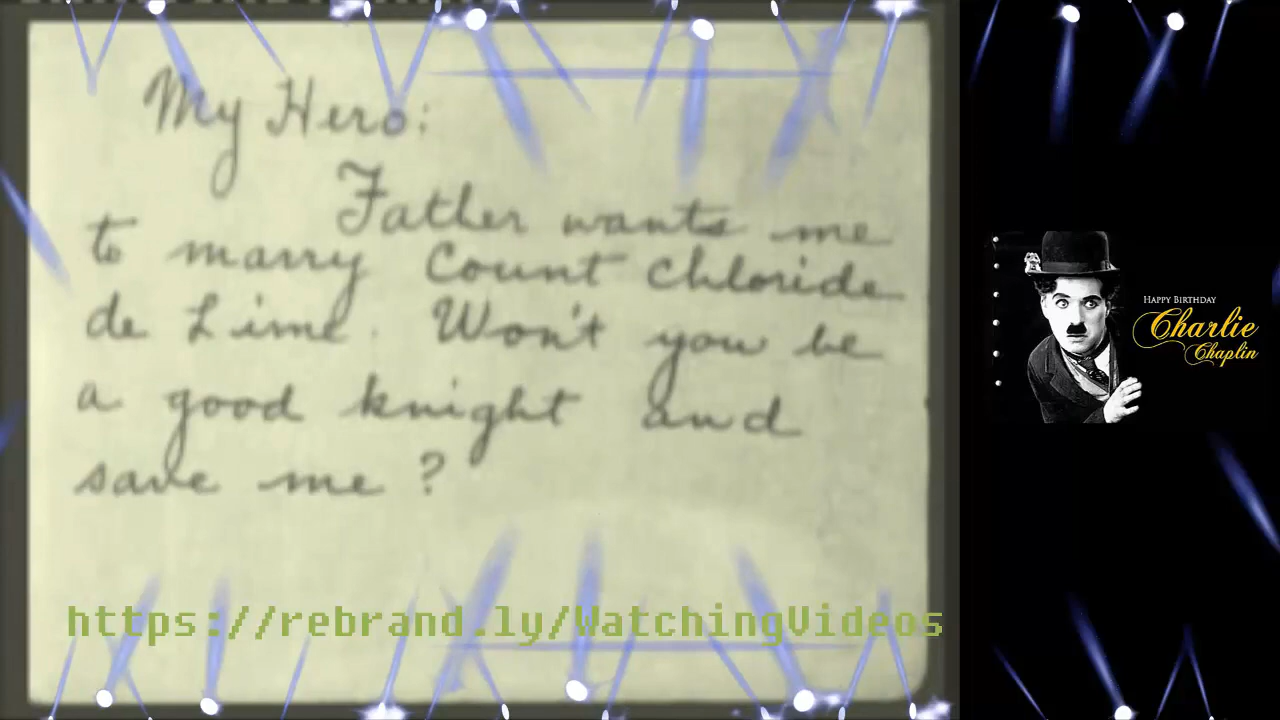 My Hero:
Father wants me
to marry Count Chloride
de Lime. Won't you be
a good knight and
save me?
https://rebrand.ly/WatchingVideos
HAPPY BIRTHDAY
Charlie
Chaplin